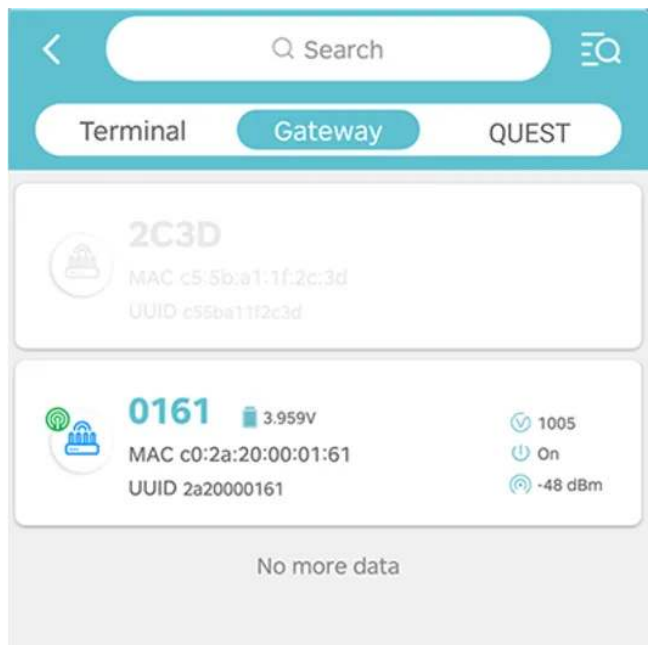 Search
Terminal Gateway QUEST
2C3D
MAC c5:5b:a1:1f:2c:3d
UUID c55ba11f2c3d
0161 3.959V
MAC c0:2a:20:00:01:61
UUID 2a20000161
1005
On
-48 dBm
No more data